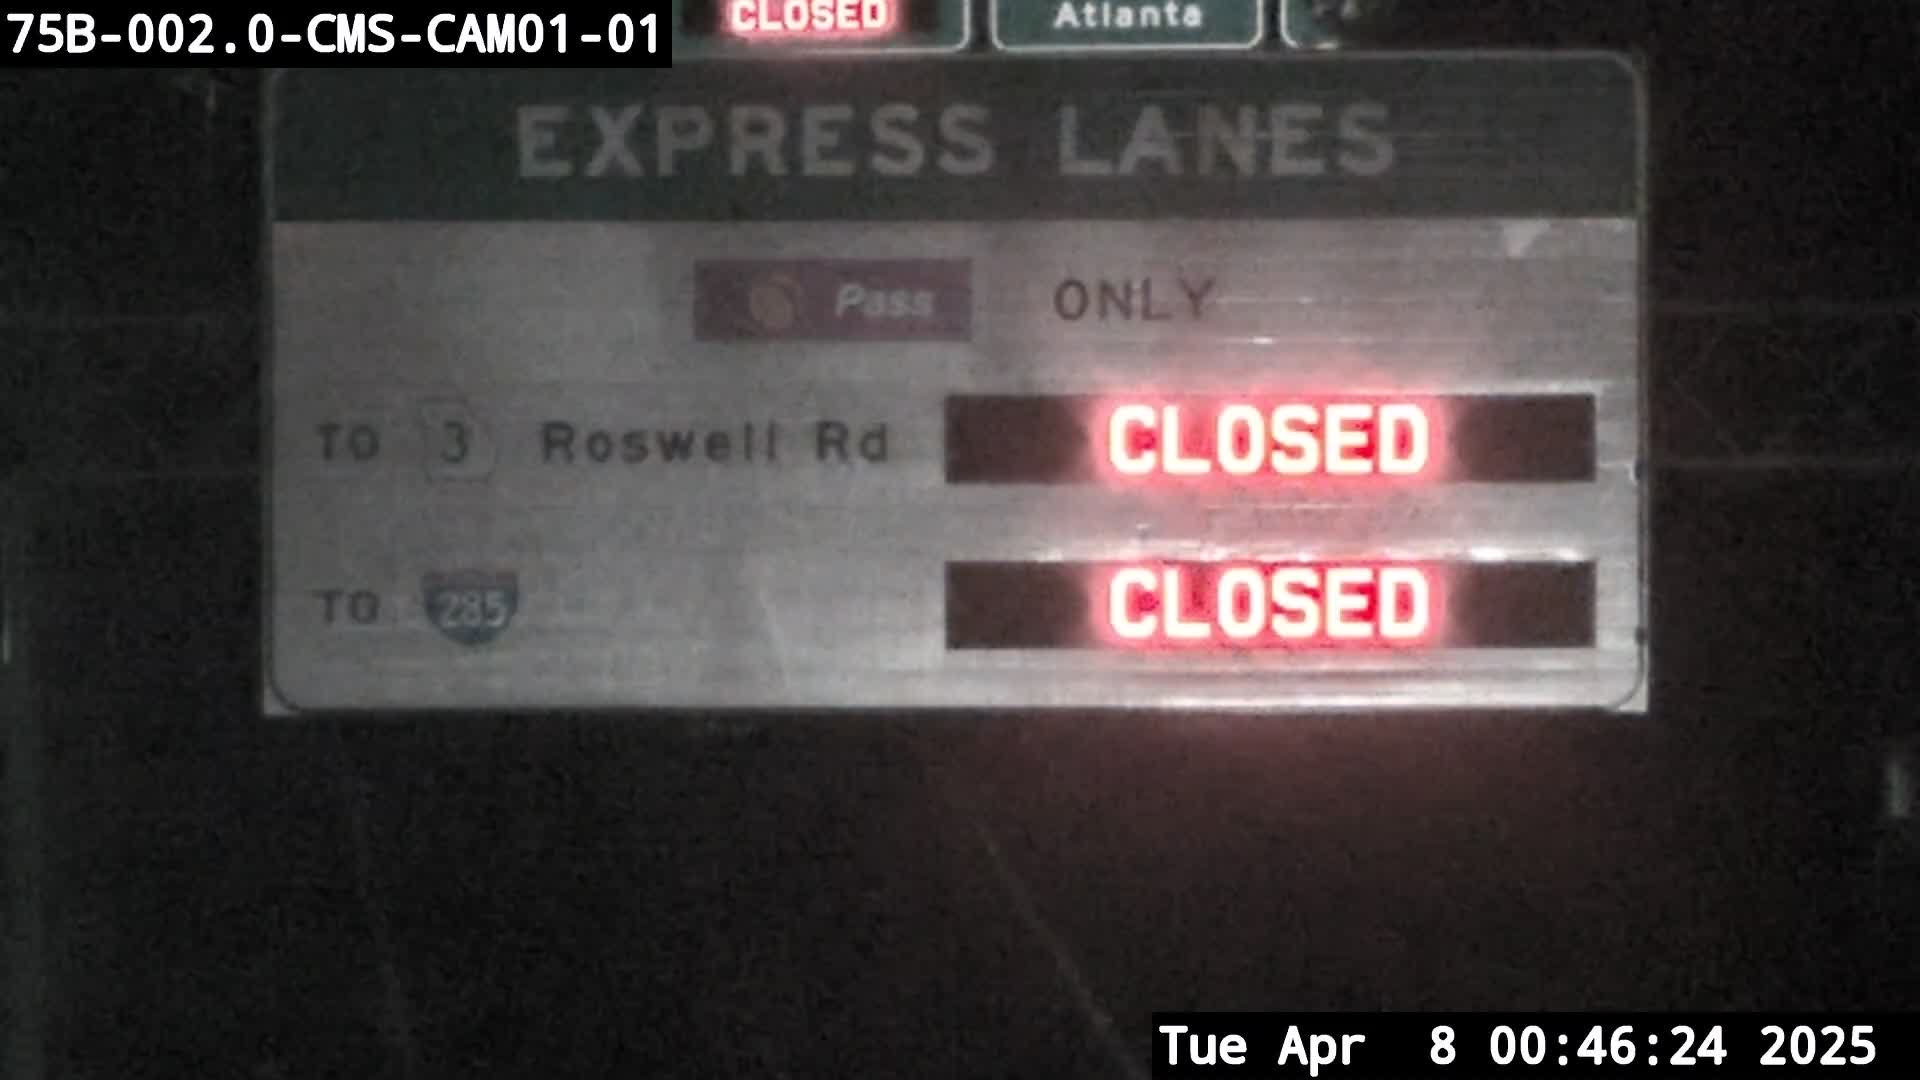 75B-002.0-CMS-CAM01-01
CLOSED
Atlanta
EXPRESS LANES
Pass ONLY
TO 3 Roswell Rd CLOSED
TO 285 CLOSED
Tue Apr 8 00:46:24 2025